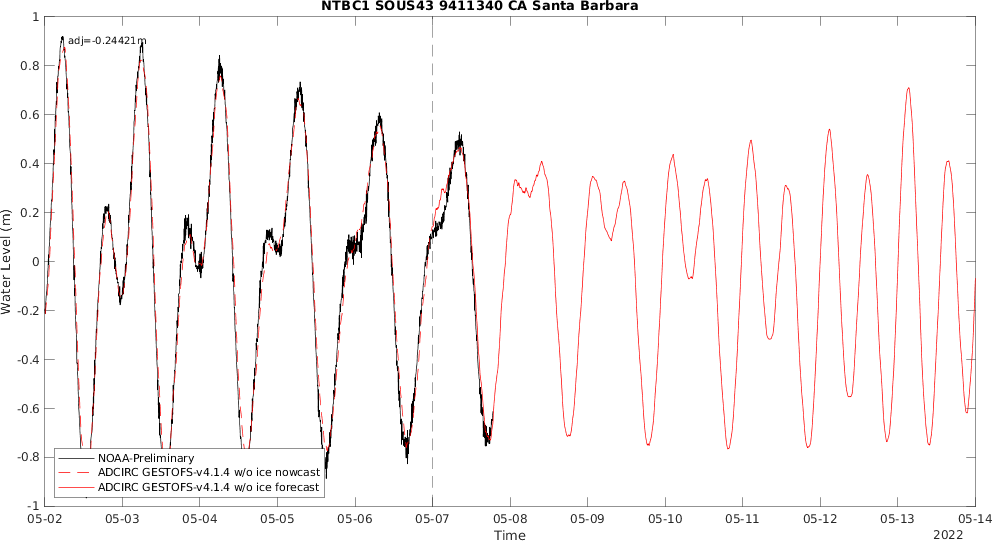 NTBC1 SOUS43 9411340 CA Santa Barbara
adj=-0.24421m
1
0.8
0.6
0.4
0.2
0
-0.2
-0.4
-0.6
-0.8
-1
Water Level (m)
NOAA-Preliminary
ADCIRC GESTOFS-v4.1.4 w/o ice nowcast
ADCIRC GESTOFS-v4.1.4 w/o ice forecast
05-02 05-03 05-04 05-05 05-06 05-07 05-08 05-09 05-10 05-11 05-12 05-13 05-14
Time
2022